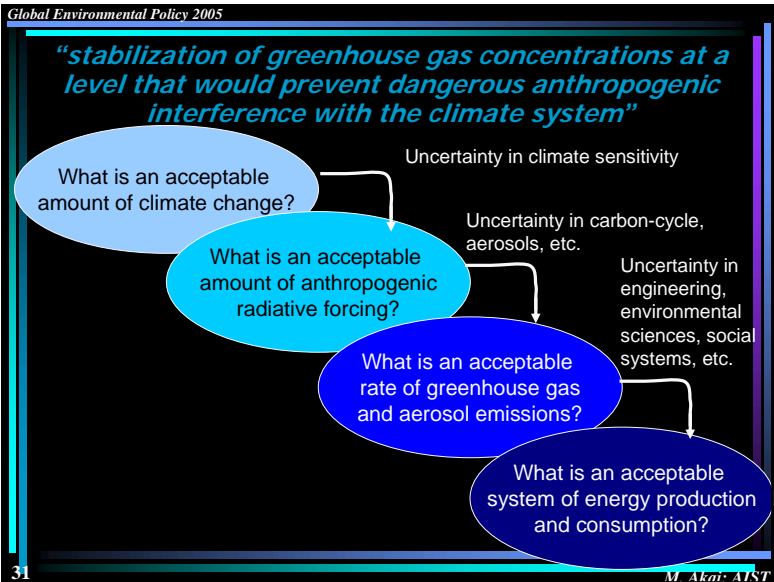 Global Environmental Policy 2005
“stabilization of greenhouse gas concentrations at a
level that would prevent dangerous anthropogenic
interference with the climate system”
What is an acceptable
amount of climate change?
Uncertainty in climate sensitivity
What is an acceptable
amount of anthropogenic
radiative forcing?
Uncertainty in carbon-cycle,
aerosols, etc.
What is an acceptable
rate of greenhouse gas
and aerosol emissions?
Uncertainty in
engineering,
environmental
sciences, social
systems, etc.
What is an acceptable
system of energy production
and consumption?
31
M. Akai; AIST